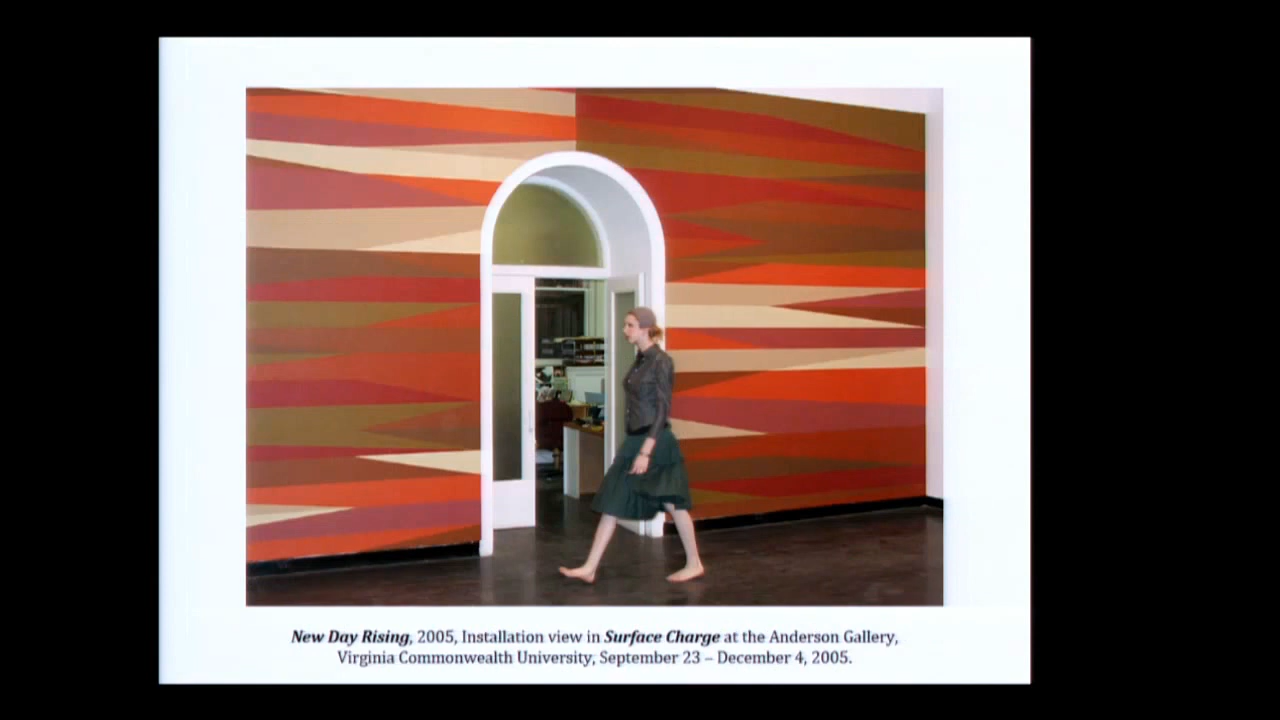 New Day Rising, 2005, Installation view in Surface Charge at the Anderson Gallery,
Virginia Commonwealth University, September 23 – December 4, 2005.